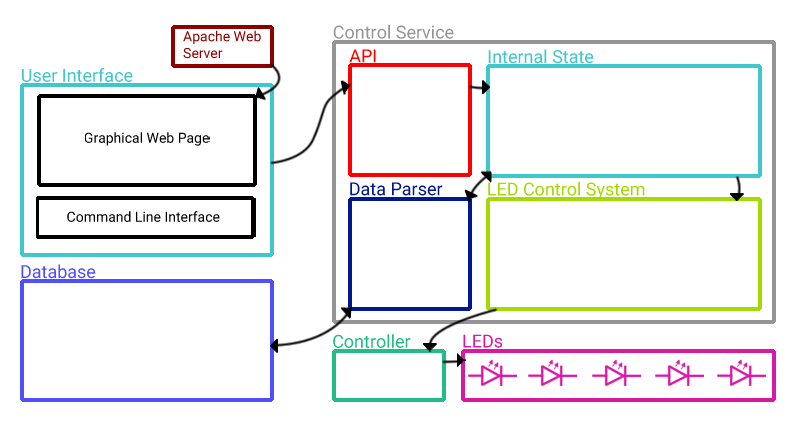 Apache Web
Server
Control Service
User Interface
API
Internal State
Graphical Web Page
Data Parser
LED Control System
Command Line Interface
Database
Controller
LEDs